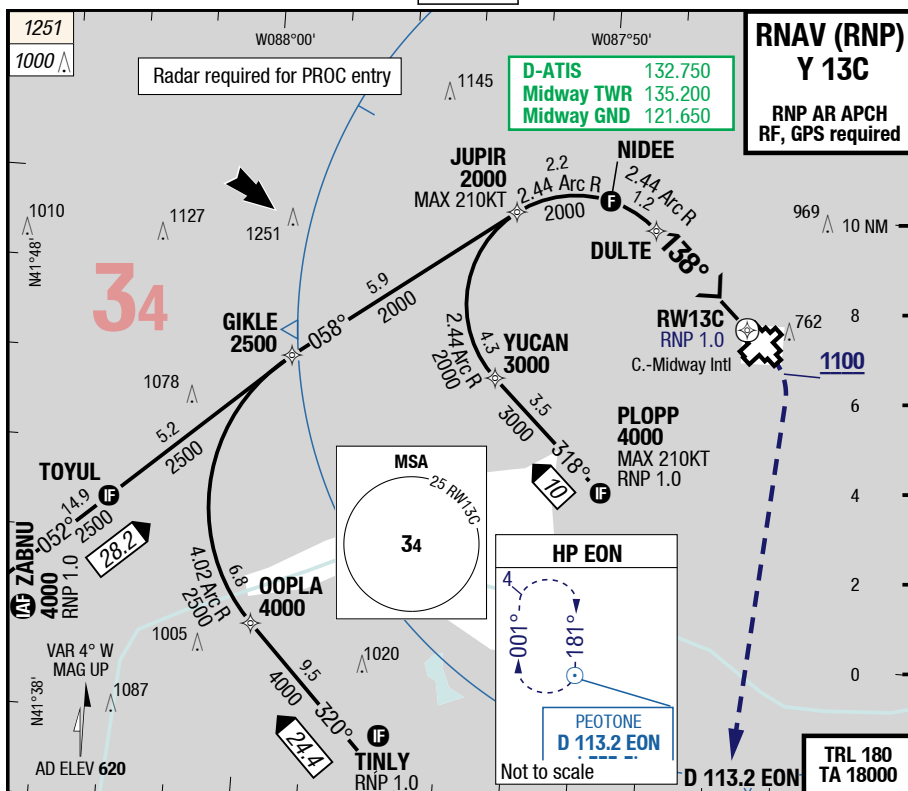 1251
1000
W088°00'
W087°50'
RNAV (RNP)
Y 13C
RNP AR APCH
RF, GPS required
Radar required for PROC entry
1145
D-ATIS 132.750
Midway TWR 135.200
Midway GND 121.650
JUPIR
2000
MAX 210KT
2.2
2.44 Arc R
2000
NIDEE
F
2.44 Arc R
1.2
DULTE
138°
1010
1127
1251
969
10 NM
N41°48'
34
5.9
058°
2000
GIKLE
2500
4.3
2.44 Arc R
2000
YUCAN
3000
RW13C
RNP 1.0
C.-Midway Intl
762
8
1100
1078
3.5
3000
318°
10
PLOPP
4000
MAX 210KT
RNP 1.0
6
5.2
2500
TOYUL
IF
14.9
052°
2500
28.2
MSA
25 RW13C
34
4
IAF ZABNU
4000
RNP 1.0
6.8
4.02 Arc R
2500
OOPLA
4000
HP EON
4
001°
181°
2
1005
VAR 4° W
MAG UP
1020
9.5
4000
320°
0
N41°38'
1087
24.4
IF
TINLY
RNP 1.0
PEOTONE
D 113.2 EON
Not to scale
AD ELEV 620
D 113.2 EON
TRL 180
TA 18000